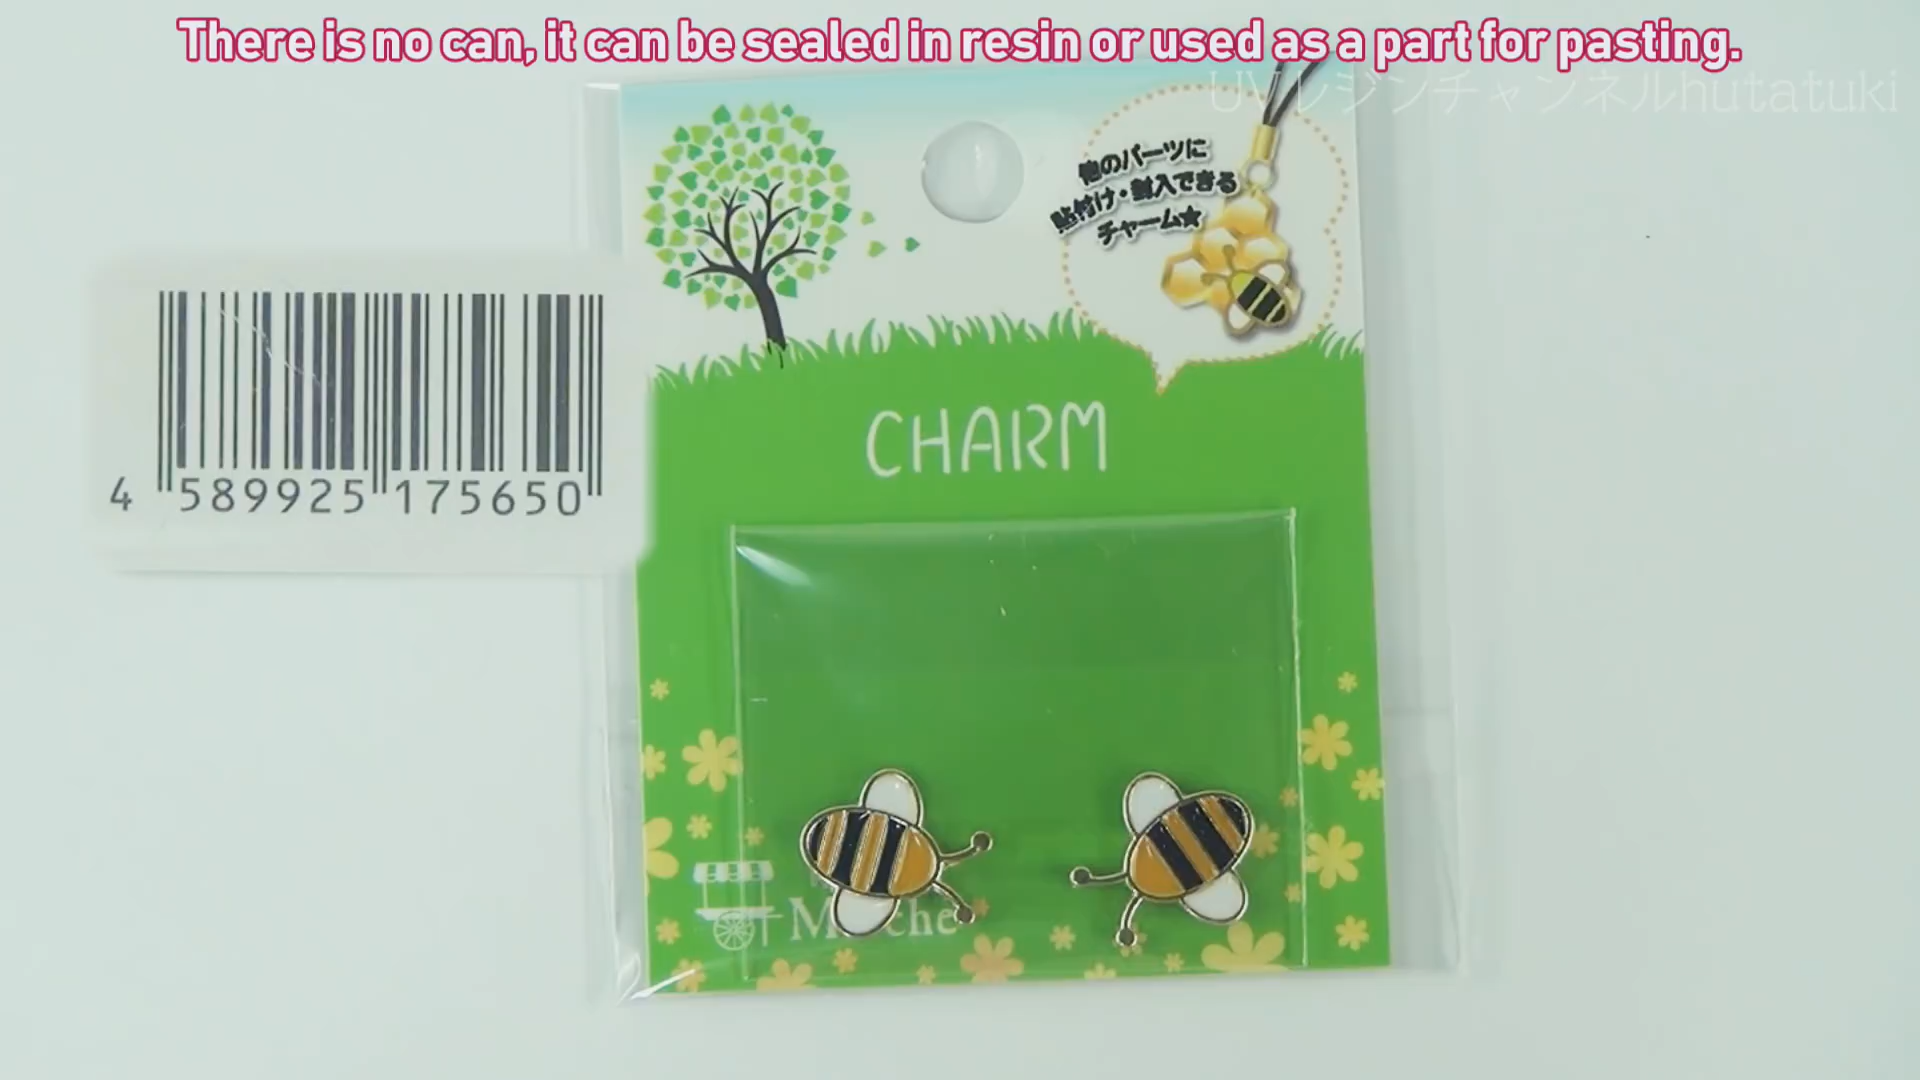 There is no can, it can be sealed in resin or used as a part for pasting.
UVレジンチャンネルhutatuki
他のパーツに
貼付け・封入できる
チャーム★
CHARM
4 589925 175650